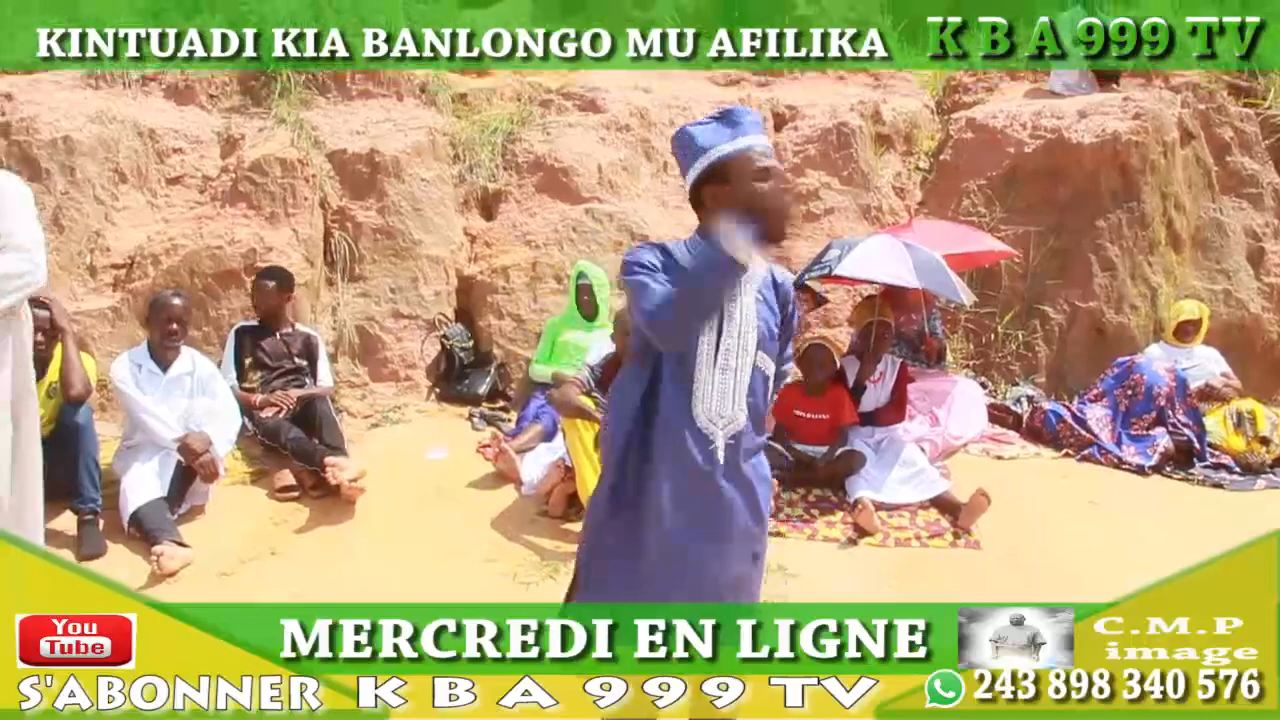 KINTUADI KIA BANLONGO MU AFILIKA K B A 999 TV
You
Tube
MERCREDI EN LIGNE
C.M.P
image
S'ABONNER K B A 999 TV
243 898 340 576